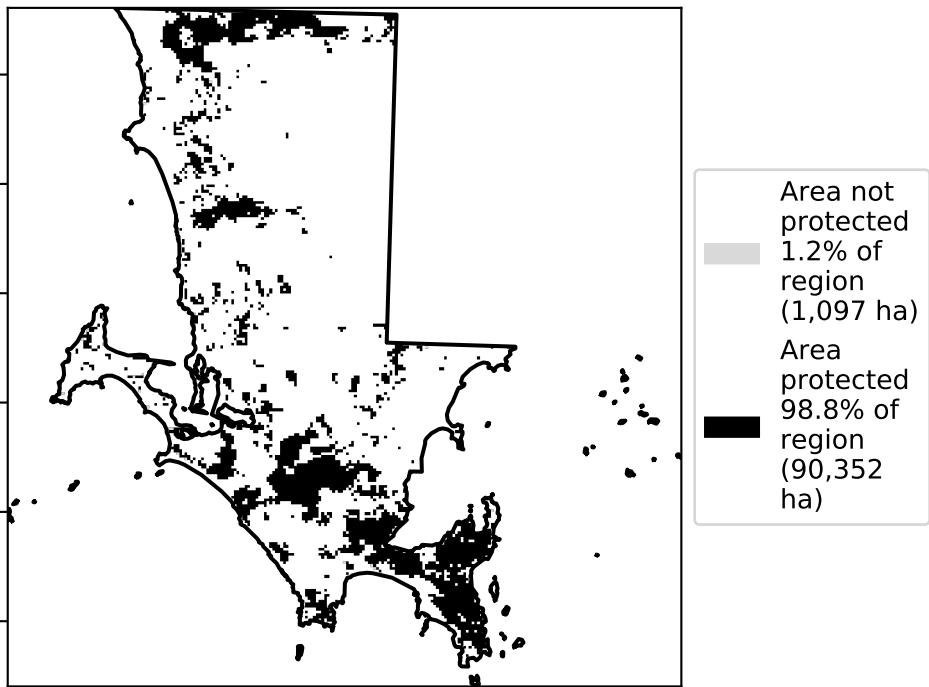 Area not
protected
1.2% of
region
(1,097 ha)
Area
protected
98.8% of
region
(90,352
ha)